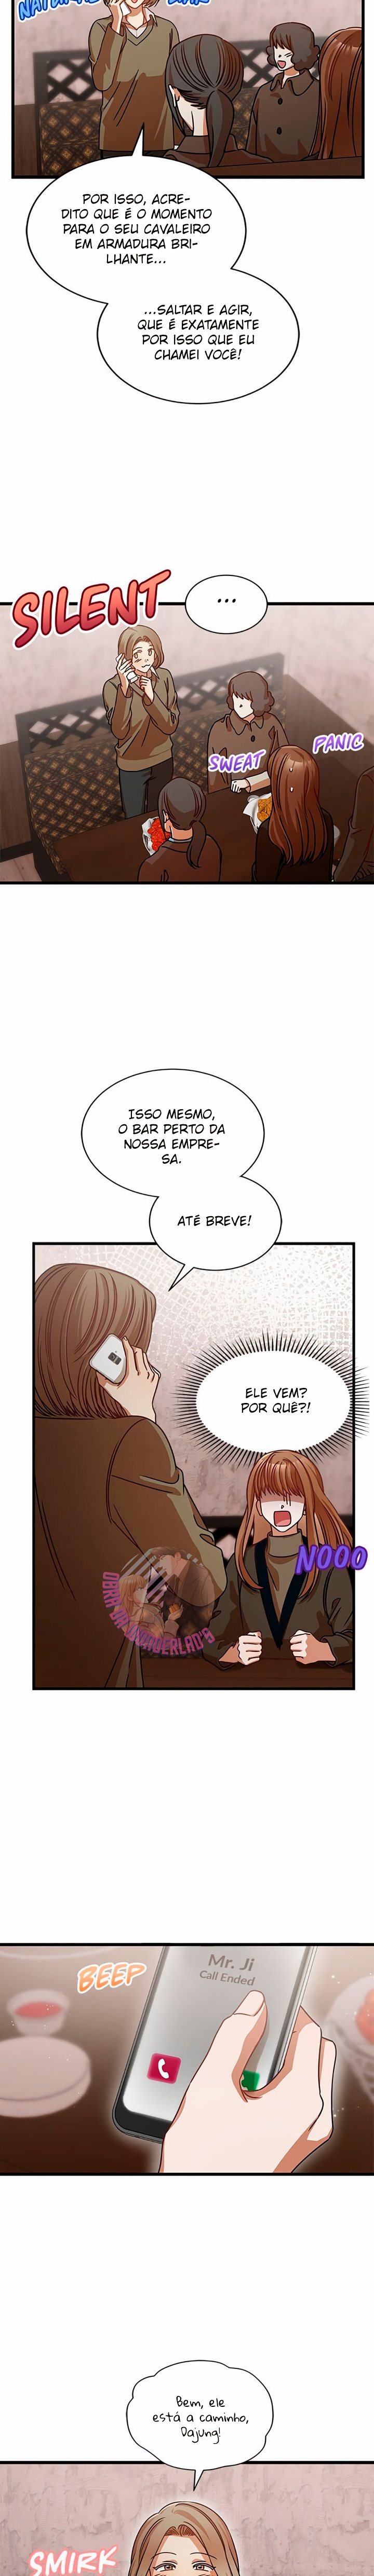 POR ISSO, ACRE-
DITO QUE É O MOMENTO
PARA O SEU CAVALEIRO
EM ARMADURA BRI-
LHANTE...
...SALTAR E AGIR,
QUE É EXATAMENTE
POR ISSO QUE EU
CHAMEI VOCÊ!
SILENT
...
SWEAT
PANIC
ISSO MESMO,
O BAR PERTO DA
NOSSA EMPRE-
SA.
ATÉ BREVE!
ELE VEM?
POR QUÊ?!
NOOO
BEEP
Mr. Ji
Call Ended
Bem, ele
está a caminho,
Dajung!
SMIRK